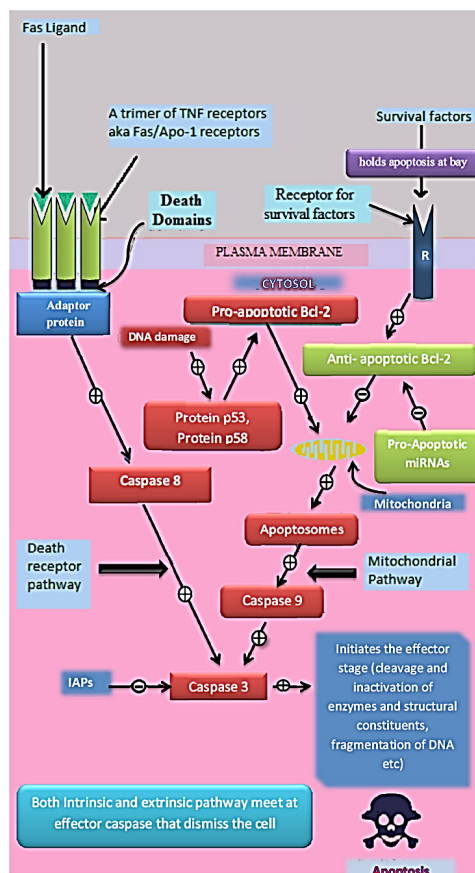 Fas Ligand
A trimer of TNF receptors
aka Fas/Apo-1 receptors
Survival factors
holds apoptosis at bay
Death
Domains
Receptor for
survival factors
R
PLASMA MEMBRANE
CYTOSOL
Adaptor
protein
Pro-apoptotic Bcl-2
DNA damage
Anti- apoptotic Bcl-2
Protein p53,
Protein p58
Pro-Apoptotic
miRNAs
Caspase 8
Mitochondria
Apoptosomes
Death
receptor
pathway
Mitochondrial
Pathway
Caspase 9
Initiates the effector
stage (cleavage and
inactivation of
enzymes and structural
constituents,
fragmentation of DNA
etc)
IAPs
Caspase 3
Both Intrinsic and extrinsic pathway meet at
effector caspase that dismiss the cell
Apoptosis